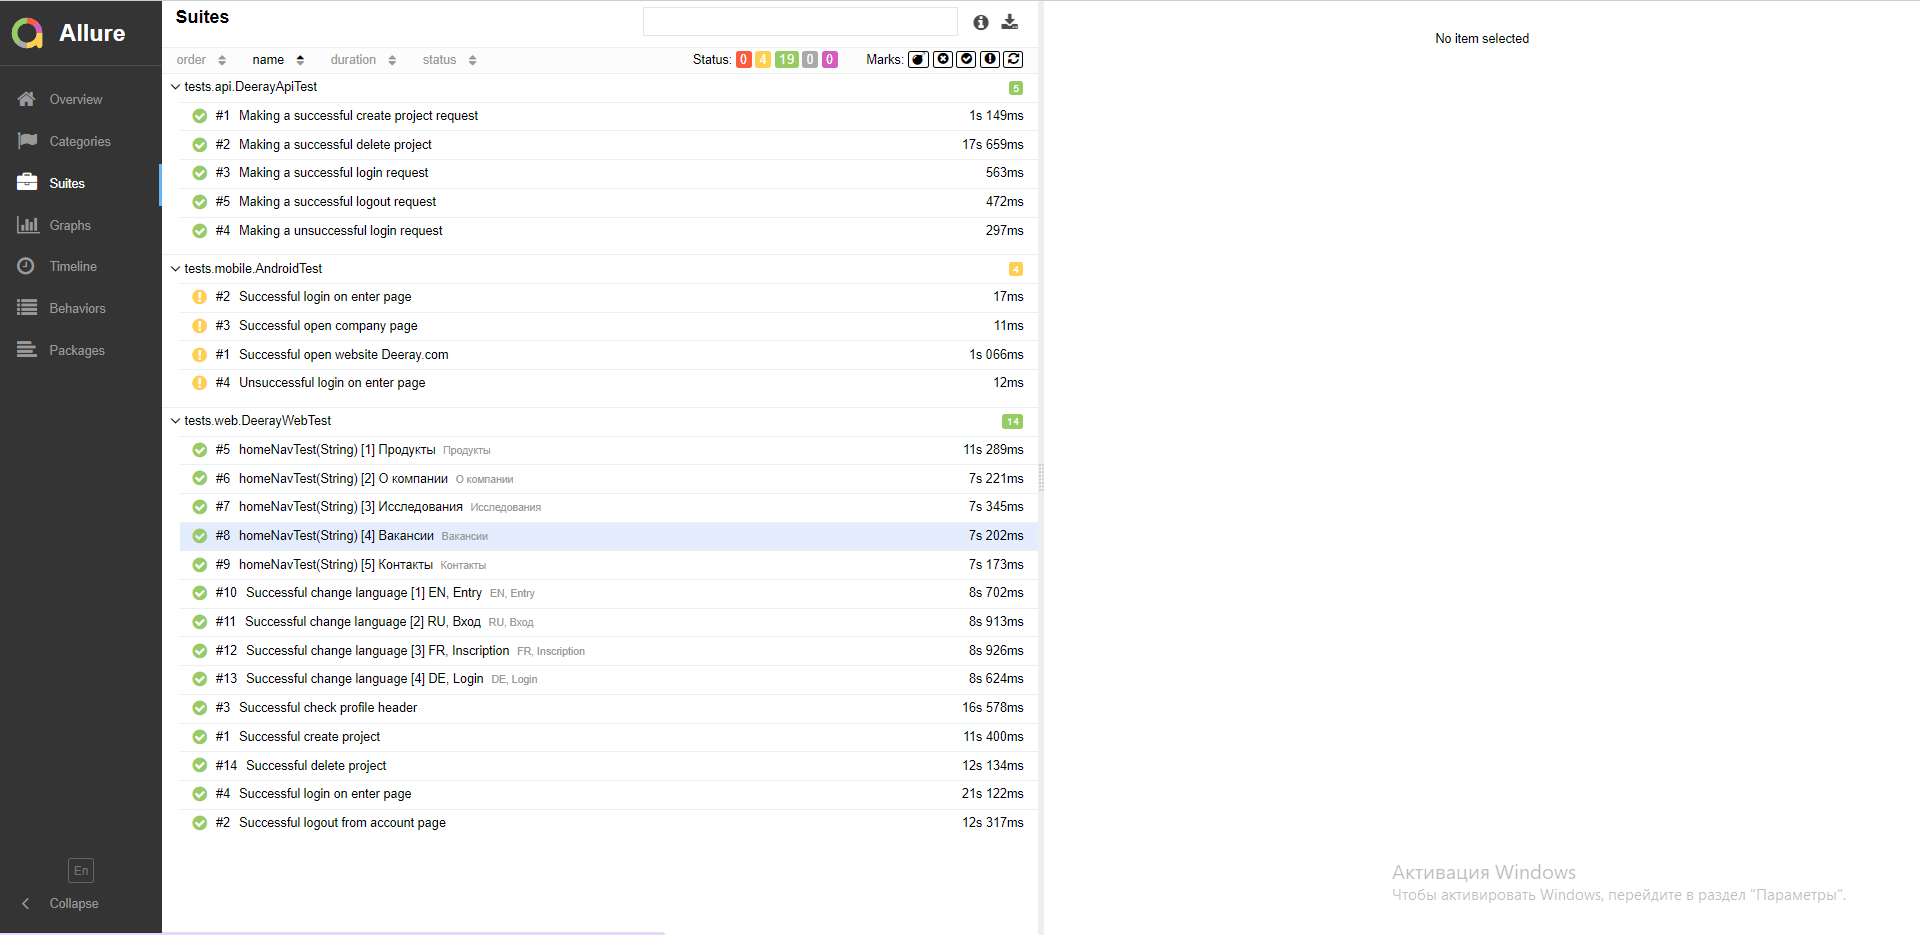 Allure
Overview
Categories
Suites
Graphs
Timeline
Behaviors
Packages
En
Collapse
Suites
order name duration status Status: 0 4 19 0 0 Marks:
tests.api.DeerayApiTest 5
#1 Making a successful create project request 1s 149ms
#2 Making a successful delete project 17s 659ms
#3 Making a successful login request 563ms
#5 Making a successful logout request 472ms
#4 Making a unsuccessful login request 297ms
tests.mobile.AndroidTest 4
#2 Successful login on enter page 17ms
#3 Successful open company page 11ms
#1 Successful open website Deeray.com 1s 066ms
#4 Unsuccessful login on enter page 12ms
tests.web.DeerayWebTest 14
#5 homeNavTest(String) [1] Продукты Продукты 11s 289ms
#6 homeNavTest(String) [2] О компании О компании 7s 221ms
#7 homeNavTest(String) [3] Исследования Исследования 7s 345ms
#8 homeNavTest(String) [4] Вакансии Вакансии 7s 202ms
#9 homeNavTest(String) [5] Контакты Контакты 7s 173ms
#10 Successful change language [1] EN, Entry EN, Entry 8s 702ms
#11 Successful change language [2] RU, Вход RU, Вход 8s 913ms
#12 Successful change language [3] FR, Inscription FR, Inscription 8s 926ms
#13 Successful change language [4] DE, Login DE, Login 8s 624ms
#3 Successful check profile header 16s 578ms
#1 Successful create project 11s 400ms
#14 Successful delete project 12s 134ms
#4 Successful login on enter page 21s 122ms
#2 Successful logout from account page 12s 317ms
No item selected
Активация Windows
Чтобы активировать Windows, перейдите в раздел "Параметры".